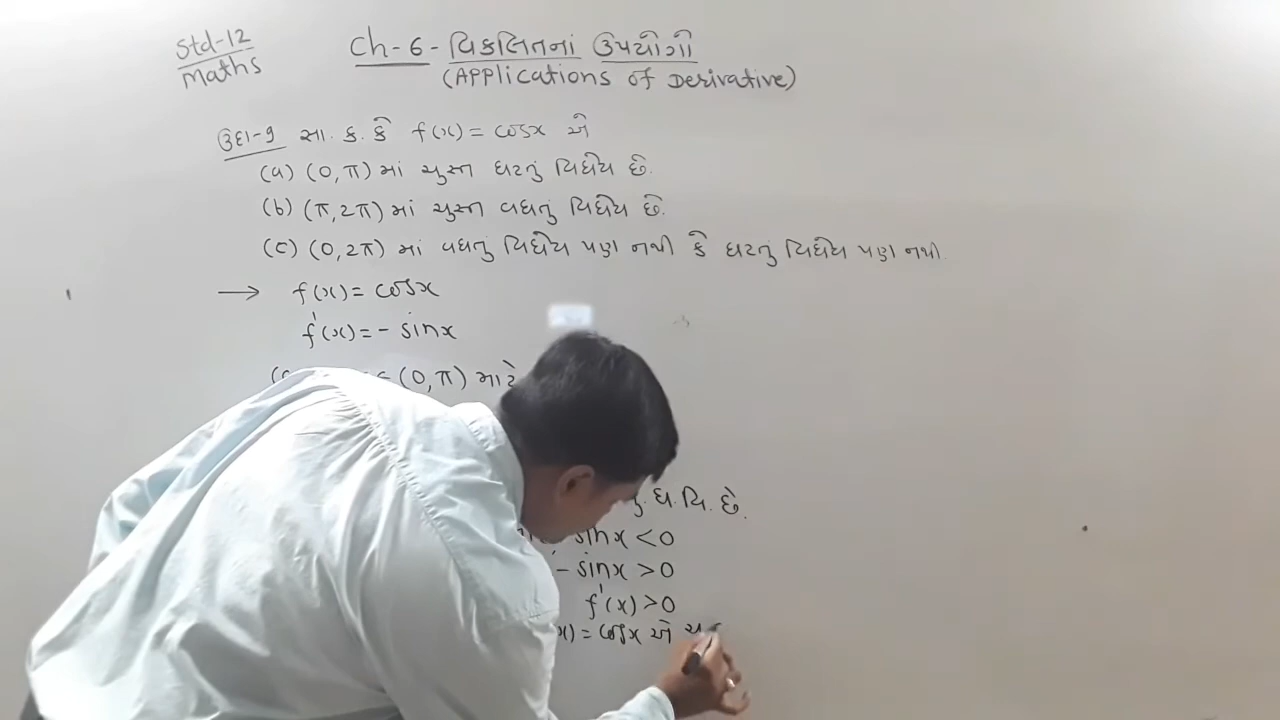 Std-12
Maths
Ch-6-વિકલિતનાં ઉપયોગો
(Applications of Derivative)
ઉદા-૧ સા.ક.કે f(x) = cosx એ
(a) (0,π) માં ચુસ્ત ઘટતું વિધેય છે.
(b) (π,2π) માં ચુસ્ત વધતું વિધેય છે.
(c) (0,2π) માં વધતું વિધેય પણ નથી કે ઘટતું વિધેય પણ નથી.
→ f(x) = cosx
f'(x) = - sinx
(0,π) માટે
ઘ.વિ. છે.
sinx < 0
- sinx > 0
f'(x) > 0
= cosx એ